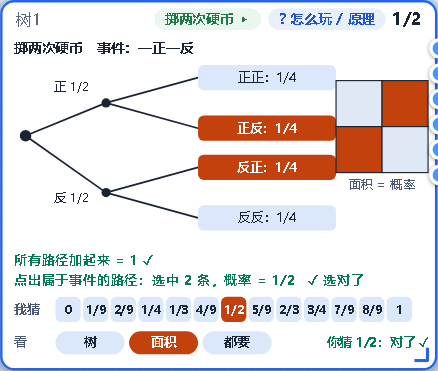 树1
掷两次硬币 ▸
? 怎么玩 / 原理
1/2
掷两次硬币 事件：一正一反
正 1/2
正正：1/4
正反：1/4
反正：1/4
反 1/2
反反：1/4
面积 = 概率
所有路径加起来 = 1 ✓
点出属于事件的路径：选中 2 条，概率 = 1/2 ✓ 选对了
我猜 0 1/9 2/9 1/4 1/3 4/9 1/2 5/9 2/3 3/4 7/9 8/9 1
看 树 面积 都要 你猜 1/2：对了 ✓